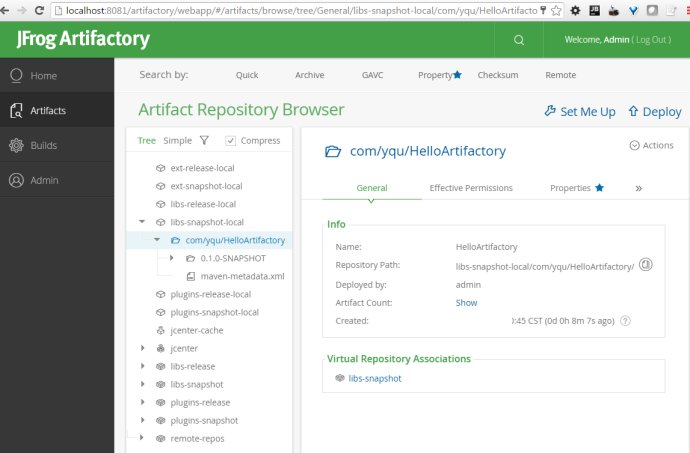 localhost:8081/artifactory/webapp/#/artifacts/browse/tree/General/libs-snapshot-local/com/yqu/HelloArtifacto
JFrog Artifactory
Welcome, Admin ( Log Out )
Home
Artifacts
Builds
Admin
Search by: Quick Archive GAVC Property Checksum Remote
Artifact Repository Browser
Set Me Up Deploy
Tree Simple Compress
ext-release-local
ext-snapshot-local
libs-release-local
libs-snapshot-local
com/yqu/HelloArtifactory
0.1.0-SNAPSHOT
maven-metadata.xml
plugins-release-local
plugins-snapshot-local
jcenter-cache
jcenter
libs-release
libs-snapshot
plugins-release
plugins-snapshot
remote-repos
com/yqu/HelloArtifactory
Actions
General Effective Permissions Properties »
Info
Name: HelloArtifactory
Repository Path: libs-snapshot-local/com/yqu/HelloArtifactory/
Deployed by: admin
Artifact Count: Show
Created: :45 CST (0d 0h 8m 7s ago) ?
Virtual Repository Associations
libs-snapshot